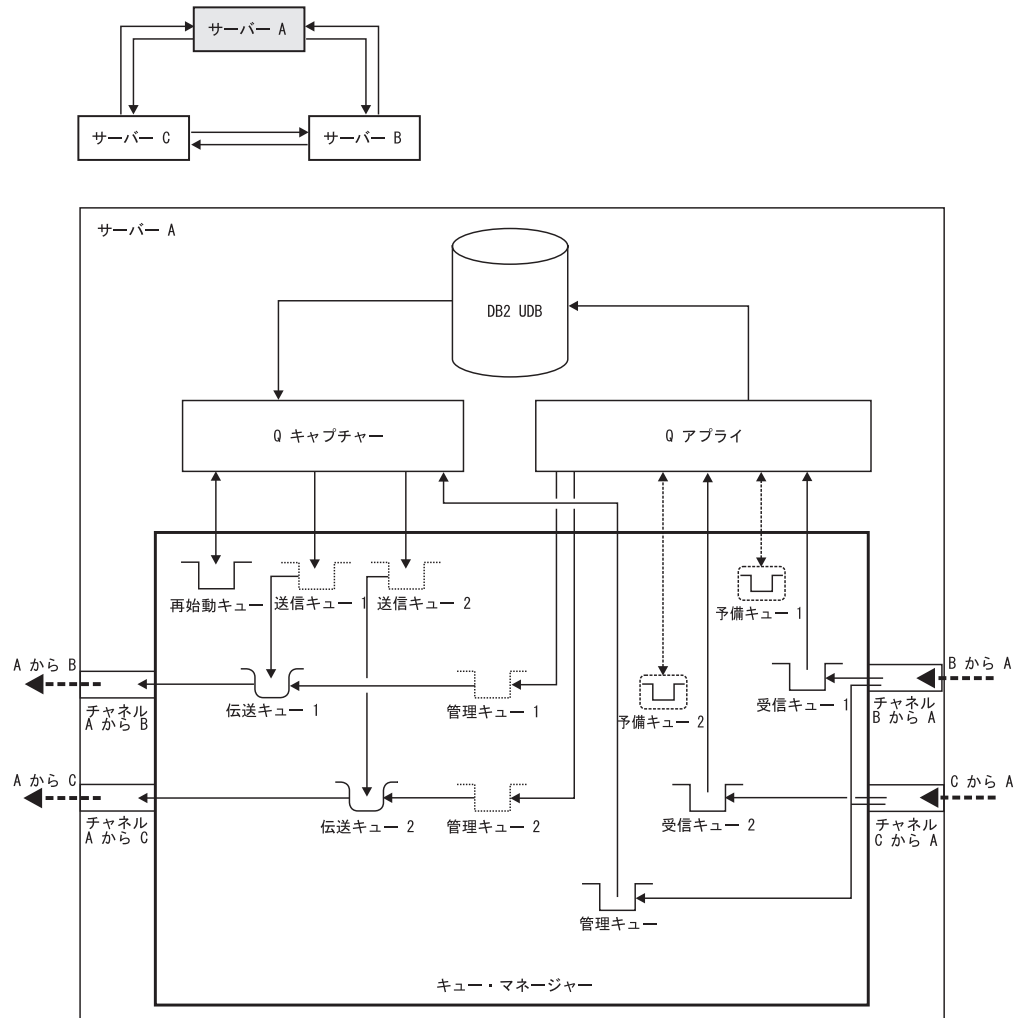 サーバー A
サーバー C
サーバー B
サーバー A
DB2 UDB
Q キャプチャー
Q アプライ
再始動キュー
送信キュー 1
送信キュー 2
予備キュー 1
A から B
チャネル
A から B
伝送キュー 1
管理キュー 1
予備キュー 2
受信キュー 1
B から A
チャネル
B から A
A から C
チャネル
A から C
伝送キュー 2
管理キュー 2
受信キュー 2
C から A
チャネル
C から A
管理キュー
キュー・マネージャー